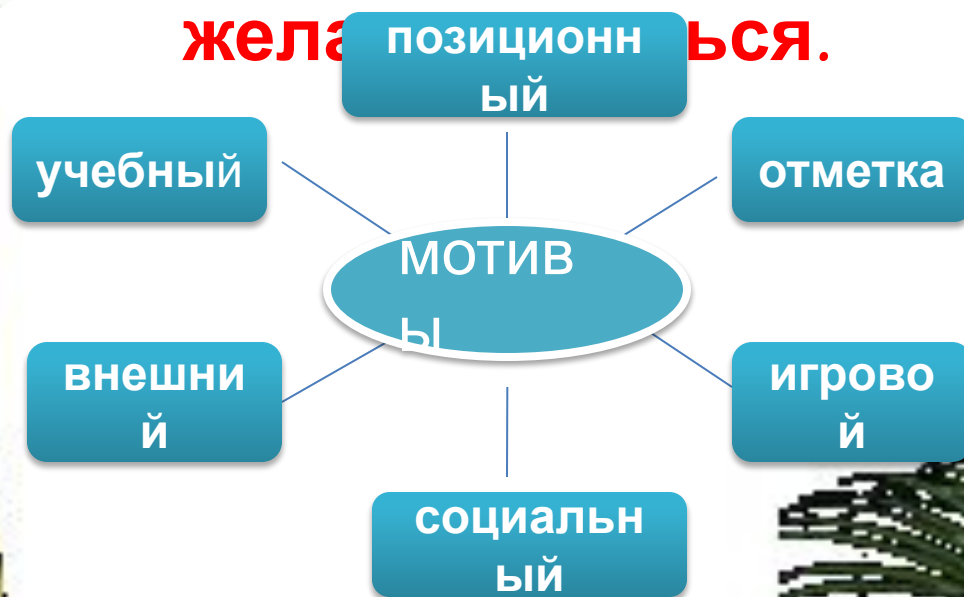 жела ься.
позиционн
ый
учебный
отметка
мотив
ы
внешни
й
игрово
й
социальн
ый